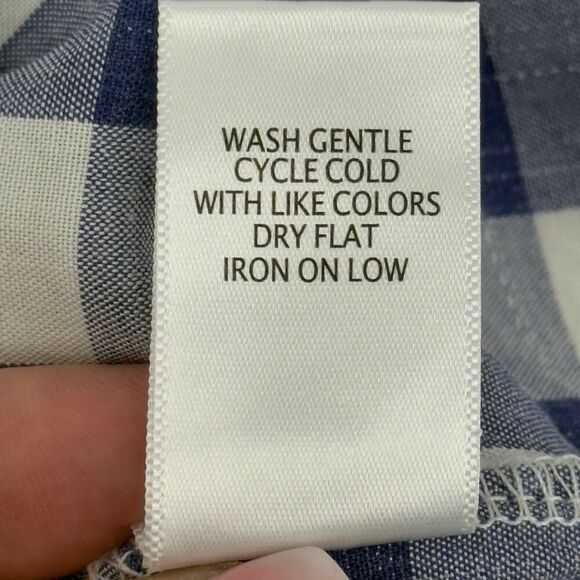 WASH GENTLE
CYCLE COLD
WITH LIKE COLORS
DRY FLAT
IRON ON LOW